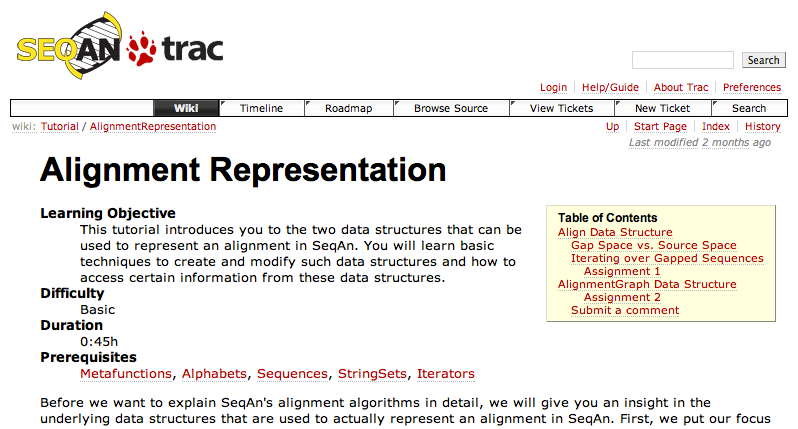 SEQAN trac
Search
Login Help/Guide About Trac Preferences
Wiki Timeline Roadmap Browse Source View Tickets New Ticket Search
wiki: Tutorial / AlignmentRepresentation
Up Start Page Index History
Last modified 2 months ago
Alignment Representation
Learning Objective
This tutorial introduces you to the two data structures that can be
used to represent an alignment in SeqAn. You will learn basic
techniques to create and modify such data structures and how to
access certain information from these data structures.
Difficulty
Basic
Duration
0:45h
Prerequisites
Metafunctions, Alphabets, Sequences, StringSets, Iterators
Table of Contents
Align Data Structure
Gap Space vs. Source Space
Iterating over Gapped Sequences
Assignment 1
AlignmentGraph Data Structure
Assignment 2
Submit a comment
Before we want to explain SeqAn's alignment algorithms in detail, we will give you an insight in the
underlying data structures that are used to actually represent an alignment in SeqAn. First, we put our focus